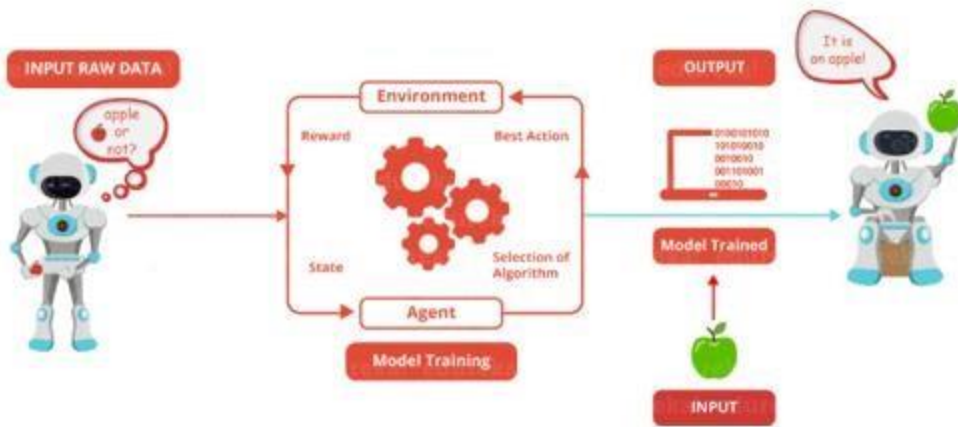 INPUT RAW DATA
apple
or
not?
Environment
Reward
Best Action
State
Selection of
Algorithm
Agent
Model Training
OUTPUT
0100101010
101010010
0010010
001101001
00010
Model Trained
INPUT
It is
an apple!